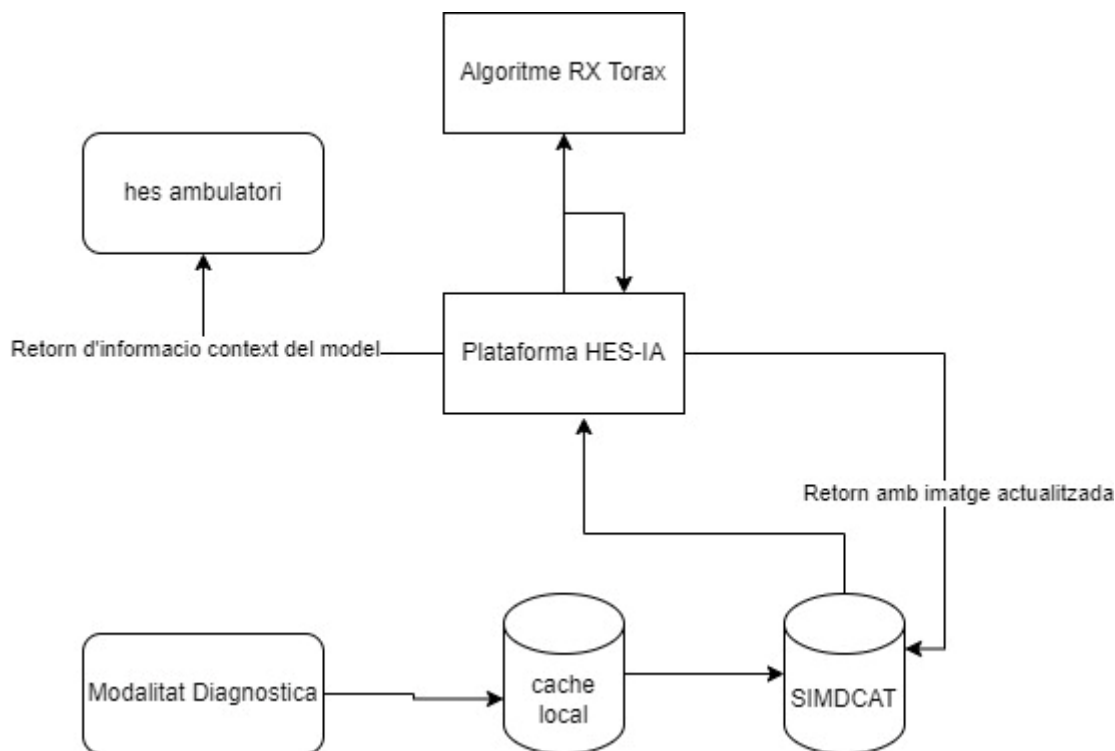 Algoritme RX Torax
hes ambulatori
Retorn d'informacio context del model
Plataforma HES-IA
Retorn amb imatge actualitzada
Modalitat Diagnostica
cache
local
SIMDCAT